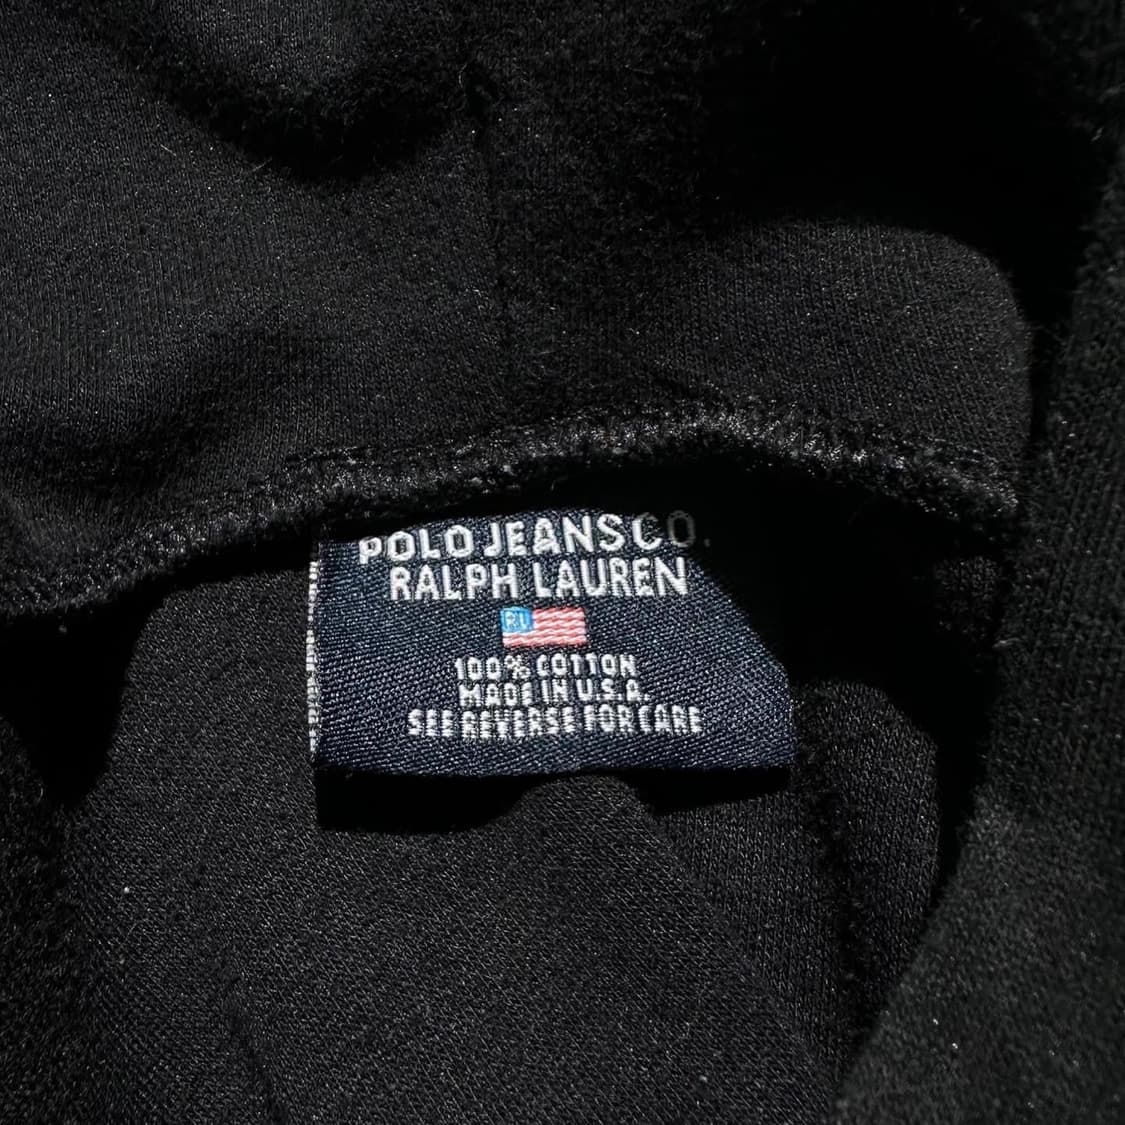 POLO JEANS CO.
RALPH LAUREN
RL
100% COTTON
MADE IN U.S.A.
SEE REVERSE FOR CARE